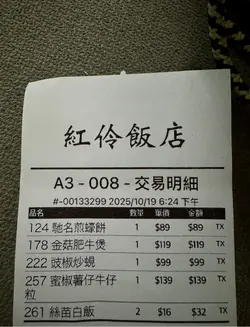 紅伶飯店
A3 - 008 - 交易明細
#-00133299 2025/10/19 6:24 下午
品名 數量 單價 金額
124 馳名煎蠔餅 1 $89 $89 TX
178 金菇肥牛煲 1 $119 $119 TX
222 豉椒炒蜆 1 $99 $99 TX
257 蜜椒薯仔牛仔 1 $139 $139 TX
粒
261 絲苗白飯 2 $16 $32 TX